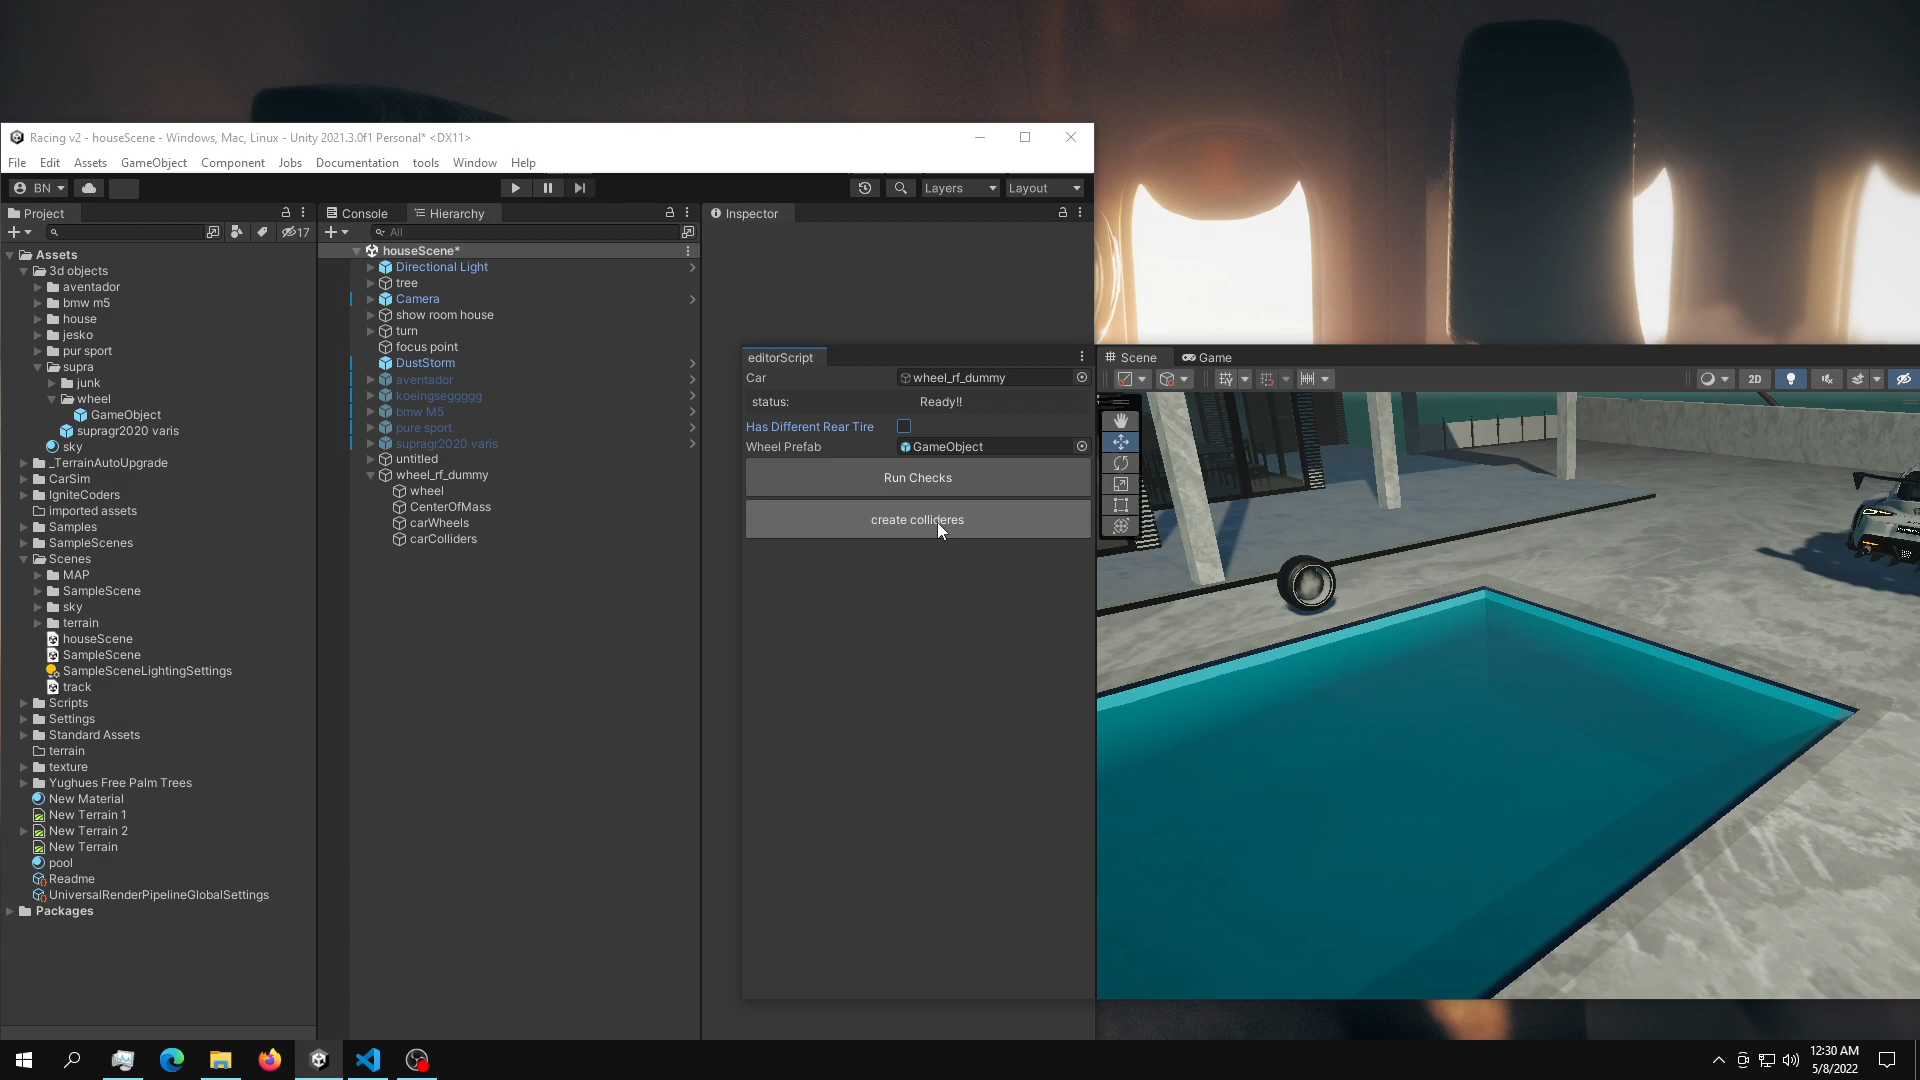 Racing v2 - houseScene - Windows, Mac, Linux - Unity 2021.3.0f1 Personal* <DX11>
File Edit Assets GameObject Component Jobs Documentation tools Window Help
BN
Layers
Layout
Project
17
Assets
3d objects
aventador
bmw m5
house
jesko
pur sport
supra
junk
wheel
GameObject
supragr2020 varis
sky
_TerrainAutoUpgrade
CarSim
IgniteCoders
imported assets
Samples
SampleScenes
Scenes
MAP
SampleScene
sky
terrain
houseScene
SampleScene
SampleSceneLightingSettings
track
Scripts
Settings
Standard Assets
terrain
texture
Yughues Free Palm Trees
New Material
New Terrain 1
New Terrain 2
New Terrain
pool
Readme
UniversalRenderPipelineGlobalSettings
Packages
Console
Hierarchy
All
houseScene*
Directional Light
tree
Camera
show room house
turn
focus point
DustStorm
aventador
koeingseggggg
bmw M5
pure sport
supragr2020 varis
untitled
wheel_rf_dummy
wheel
CenterOfMass
carWheels
carColliders
Inspector
editorScript
Car wheel_rf_dummy
status: Ready!!
Has Different Rear Tire
Wheel Prefab GameObject
Run Checks
create collideres
Scene
Game
2D
12:30 AM
5/8/2022